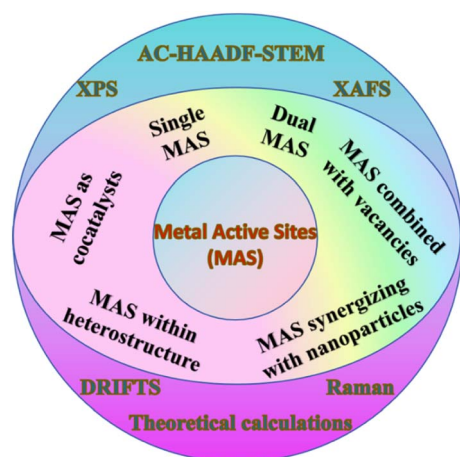 AC-HAADF-STEM
XPS
XAFS
Single
MAS
Dual
MAS
MAS as
cocatalysts
MAS combined
with vacancies
Metal Active Sites
(MAS)
MAS within
heterostructure
MAS synergizing
with nanoparticles
DRIFTS
Raman
Theoretical calculations